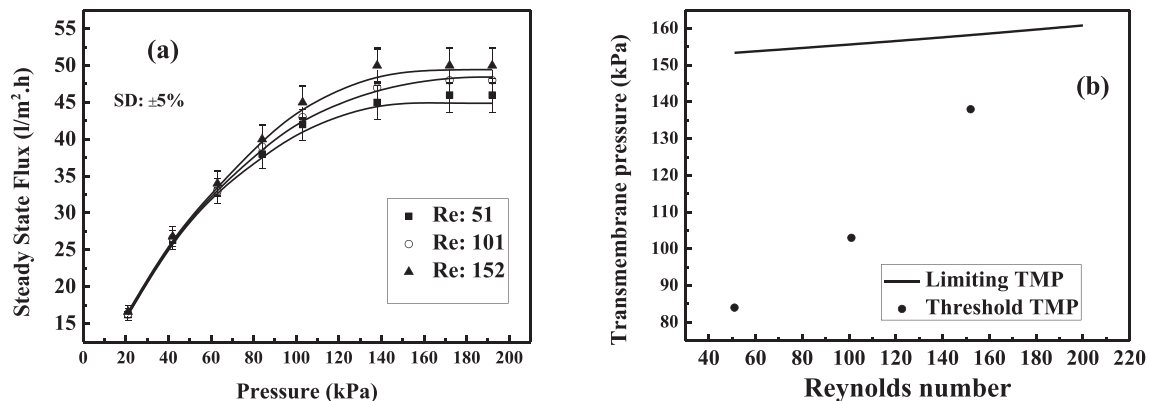 (a)
SD: ±5%
Steady State Flux (l/m².h)
55
50
45
40
35
30
25
20
15
Re: 51
Re: 101
Re: 152
0 20 40 60 80 100 120 140 160 180 200
Pressure (kPa)
(b)
Transmembrane pressure (kPa)
160
150
140
130
120
110
100
90
80
Limiting TMP
Threshold TMP
40 60 80 100 120 140 160 180 200 220
Reynolds number